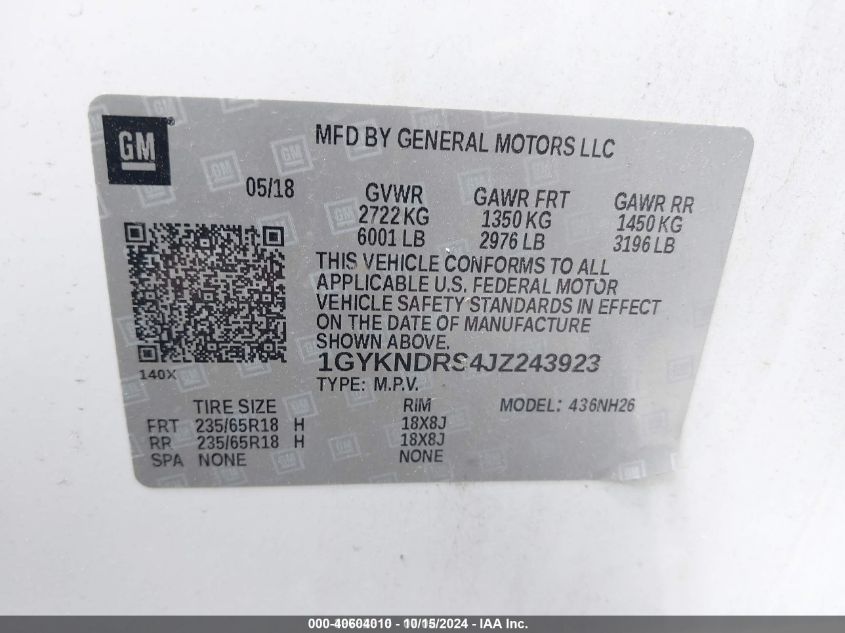 GM
MFD BY GENERAL MOTORS LLC
05/18 GVWR GAWR FRT GAWR RR
2722 KG 1350 KG 1450 KG
6001 LB 2976 LB 3196 LB
THIS VEHICLE CONFORMS TO ALL
APPLICABLE U.S. FEDERAL MOTOR
VEHICLE SAFETY STANDARDS IN EFFECT
ON THE DATE OF MANUFACTURE
SHOWN ABOVE.
1GYKNDRS4JZ243923
140X
TYPE: M.P.V.
TIRE SIZE RIM MODEL: 436NH26
FRT 235/65R18 H 18X8J
RR 235/65R18 H 18X8J
SPA NONE NONE
000-40604010 - 10/15/2024 - IAA Inc.